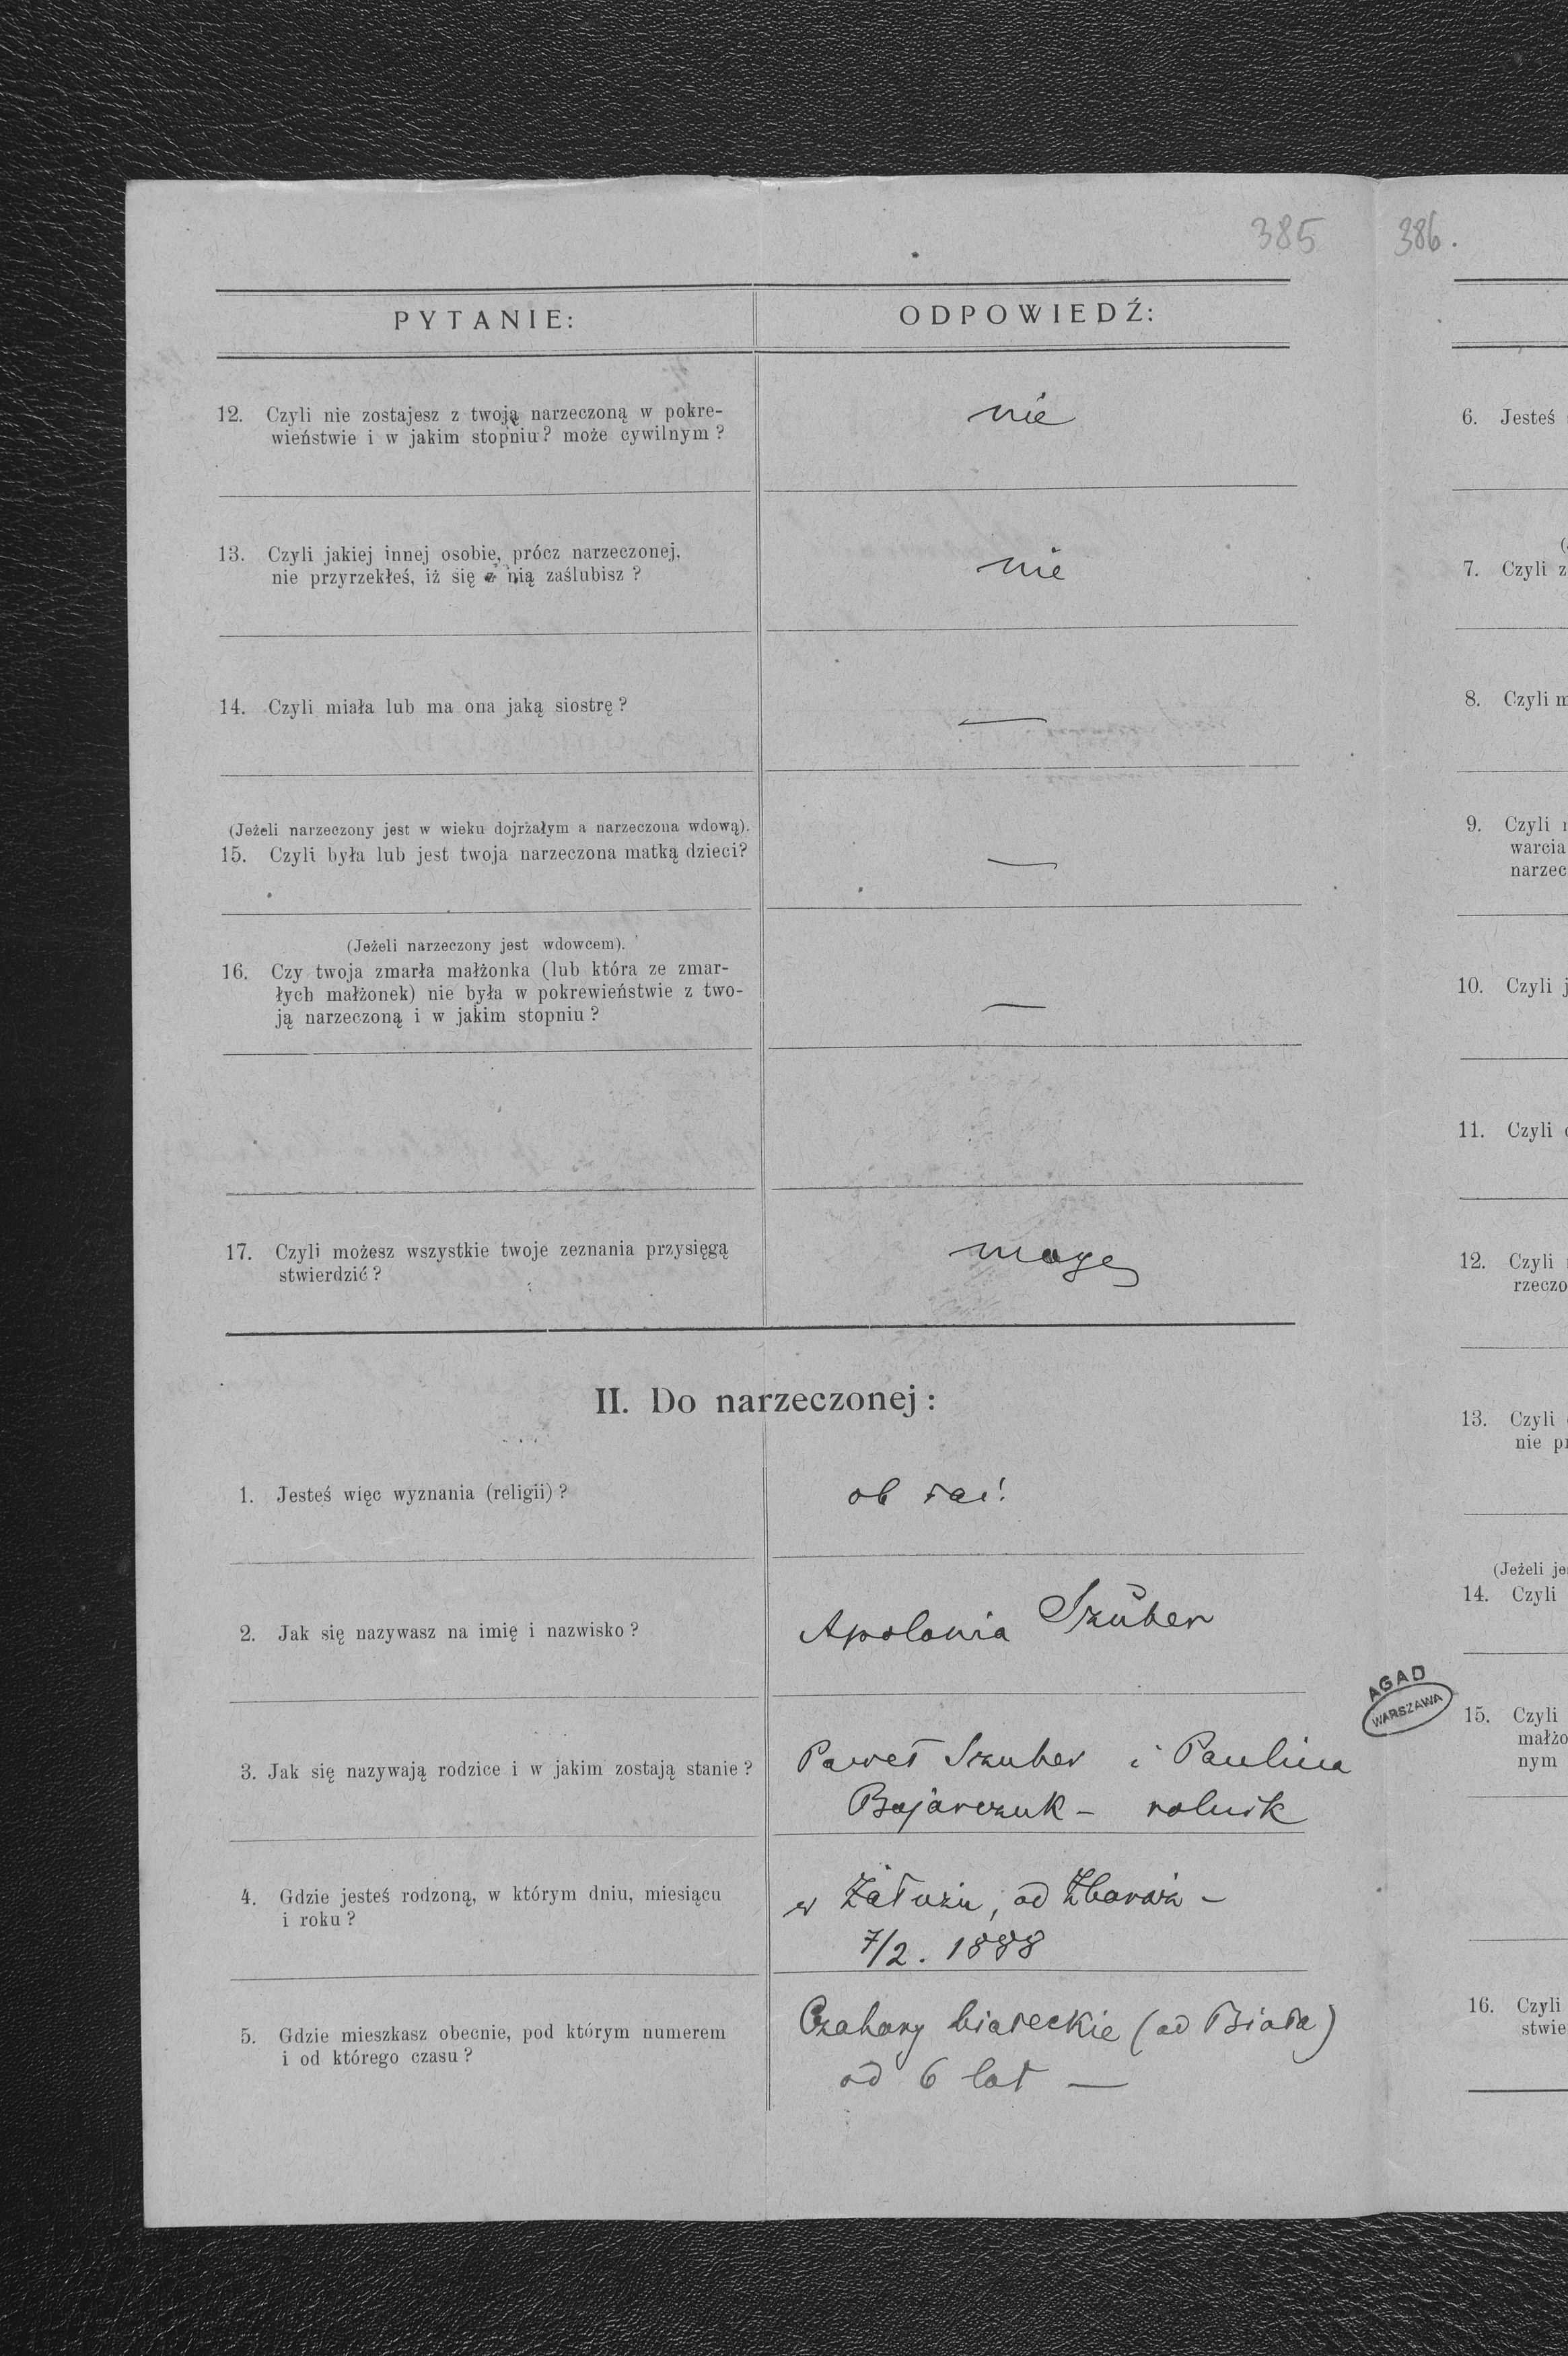 385
386.
PYTANIE:
ODPOWIEDŹ:
12. Czyli nie zostajesz z twoją narzeczoną w pokre-
wieństwie i w jakim stopniu? może cywilnym?
nie
13. Czyli jakiej innej osobie, prócz narzeczonej,
nie przyrzekłeś, iż się z nią zaślubisz?
nie
14. Czyli miała lub ma ona jaką siostrę?
—
(Jeżeli narzeczony jest w wieku dojrzałym a narzeczona wdową).
15. Czyli była lub jest twoja narzeczona matką dzieci?
—
(Jeżeli narzeczony jest wdowcem).
16. Czy twoja zmarła małżonka (lub która ze zmar-
łych małżonek) nie była w pokrewieństwie z two-
ją narzeczoną i w jakim stopniu?
—
17. Czyli możesz wszystkie twoje zeznania przysięgą
stwierdzić?
mogę
II. Do narzeczonej:
1. Jesteś więc wyznania (religii)?
ob łac!
2. Jak się nazywasz na imię i nazwisko?
Apolonia Szuber
3. Jak się nazywają rodzice i w jakim zostają stanie?
Paweł Szuber i Paulina
Bojarczuk – rolnik
4. Gdzie jesteś rodzoną, w którym dniu, miesiącu
i roku?
w Załużu, ad Zbaraż –
7/2. 1888
5. Gdzie mieszkasz obecnie, pod którym numerem
i od którego czasu?
Czahary białeckie (ad Biała)
od 6 lat —
AGAD
WARSZAWA
6. Jesteś
7. Czyli z
8. Czyli m
9. Czyli
warcia
narzec
10. Czyli j
11. Czyli
12. Czyli
rzeczo
13. Czyli
nie pr
(Jeżeli je
14. Czyli
15. Czyli
małżo
nym
16. Czyli
stwie